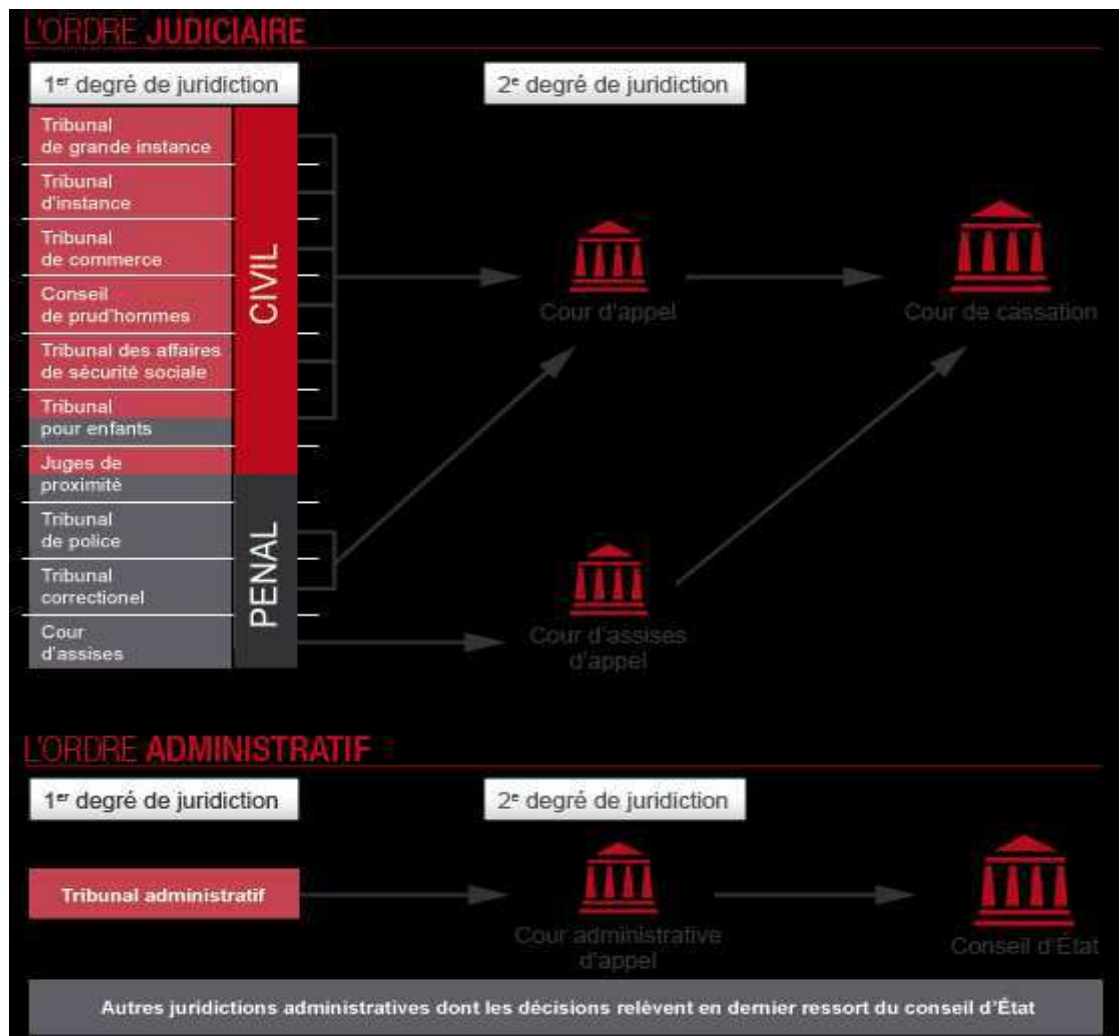 L'ORDRE JUDICIAIRE
1er degré de juridiction
2e degré de juridiction
Tribunal
de grande instance
Tribunal
d'instance
Tribunal
de commerce
Conseil
de prud'hommes
Tribunal des affaires
de sécurité sociale
Tribunal
pour enfants
Juges de
proximité
Tribunal
de police
Tribunal
correctionel
Cour
d'assises
CIVIL
PENAL
Cour d'appel
Cour de cassation
Cour d'assises
d'appel
L'ORDRE ADMINISTRATIF
1er degré de juridiction
2e degré de juridiction
Tribunal administratif
Cour administrative
d'appel
Conseil d'État
Autres juridictions administratives dont les décisions relèvent en dernier ressort du conseil d'État